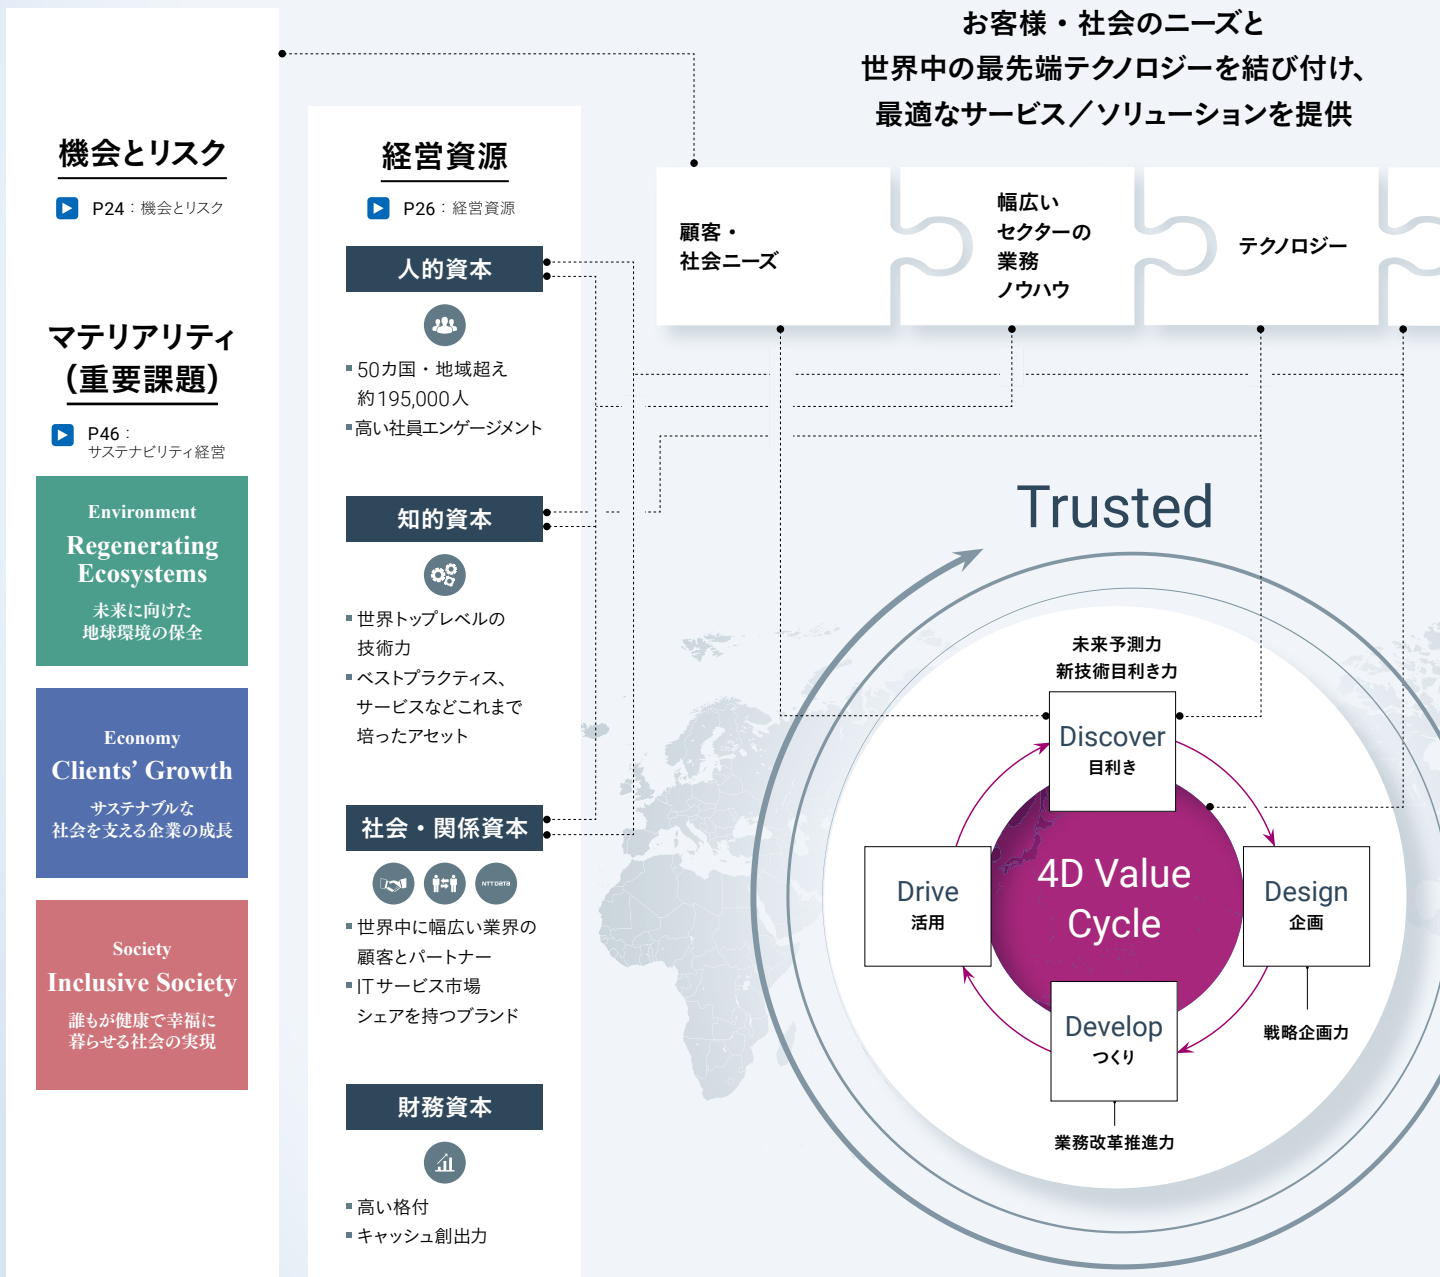 お客様・社会のニーズと
世界中の最先端テクノロジーを結び付け、
最適なサービス／ソリューションを提供
機会とリスク
P24：機会とリスク
マテリアリティ
（重要課題）
P46：
サステナビリティ経営
Environment
Regenerating
Ecosystems
未来に向けた
地球環境の保全
Economy
Clients’ Growth
サステナブルな
社会を支える企業の成長
Society
Inclusive Society
誰もが健康で幸福に
暮らせる社会の実現
経営資源
P26：経営資源
人的資本
50カ国・地域超え
約195,000人
高い社員エンゲージメント
知的資本
世界トップレベルの
技術力
ベストプラクティス、
サービスなどこれまで
培ったアセット
社会・関係資本
NTT DATA
世界中に幅広い業界の
顧客とパートナー
ITサービス市場
シェアを持つブランド
財務資本
高い格付
キャッシュ創出力
顧客・
社会ニーズ
幅広い
セクターの
業務
ノウハウ
テクノロジー
Trusted
未来予測力
新技術目利き力
Discover
目利き
Drive
活用
4D Value
Cycle
Design
企画
Develop
つくり
戦略企画力
業務改革推進力